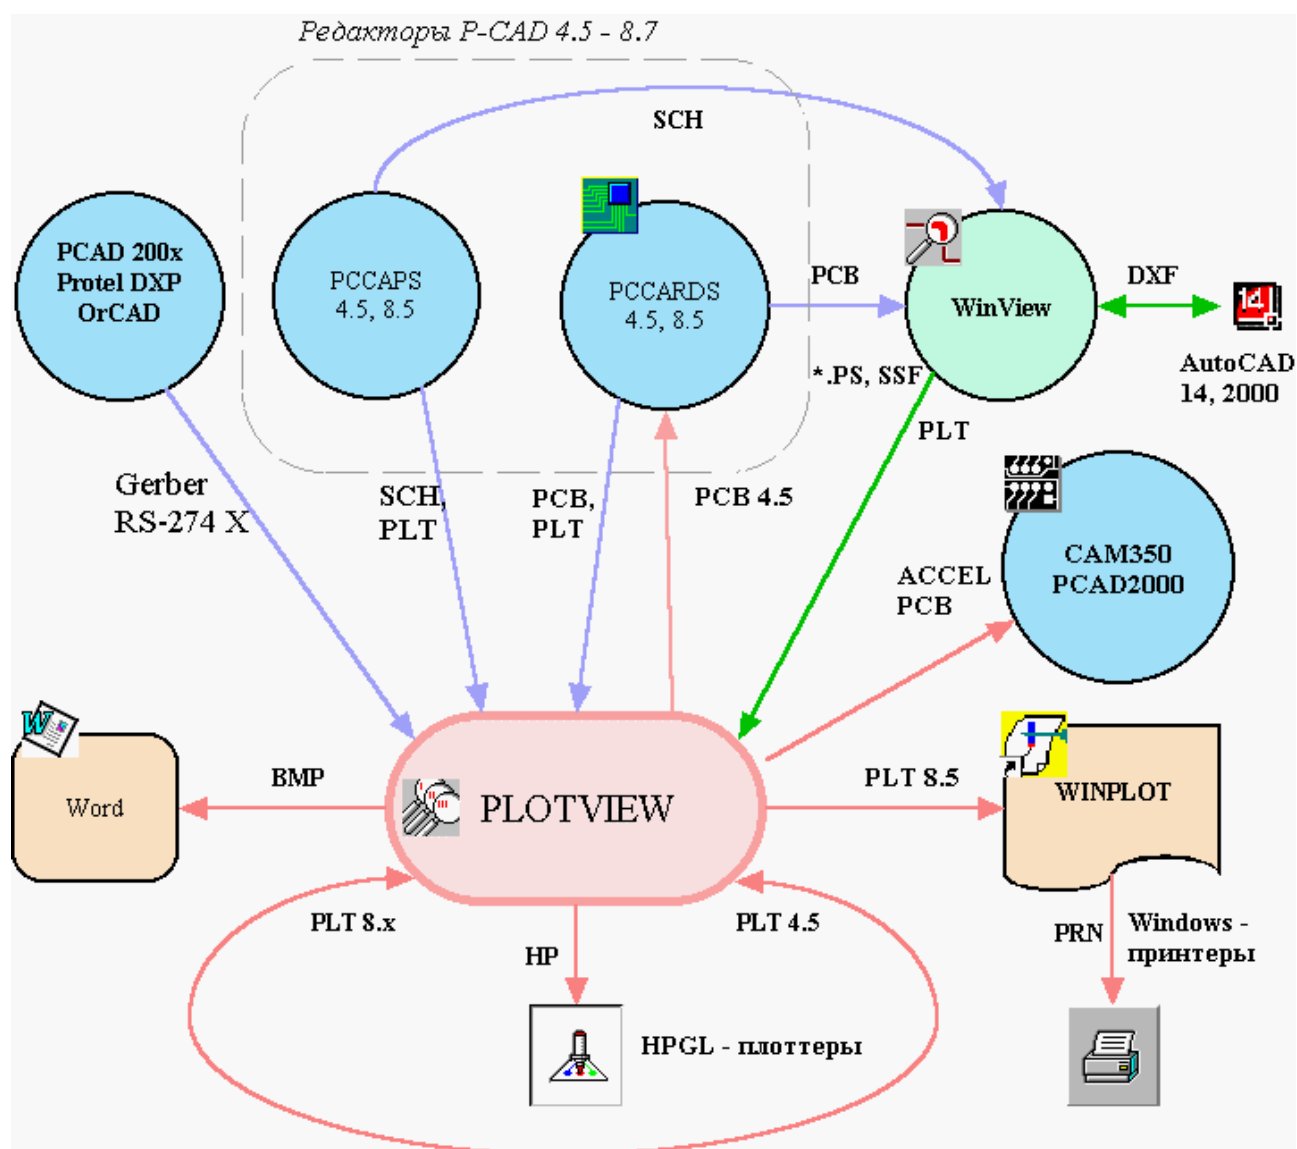 Редакторы P-CAD 4.5 - 8.7
SCH
PCAD 200x
Protel DXP
OrCAD
PCCAPS
4.5, 8.5
PCCARDS
4.5, 8.5
PCB
WinView
DXF
14
AutoCAD
14, 2000
*.PS, SSF
PLT
Gerber
RS-274 X
SCH,
PLT
PCB,
PLT
PCB 4.5
ACCEL
PCB
CAM350
PCAD2000
W
Word
BMP
I
II
III
PLOTVIEW
PLT 8.5
WINPLOT
PLT 8.x
PLT 4.5
HP
PRN
Windows -
принтеры
HPGL - плоттеры